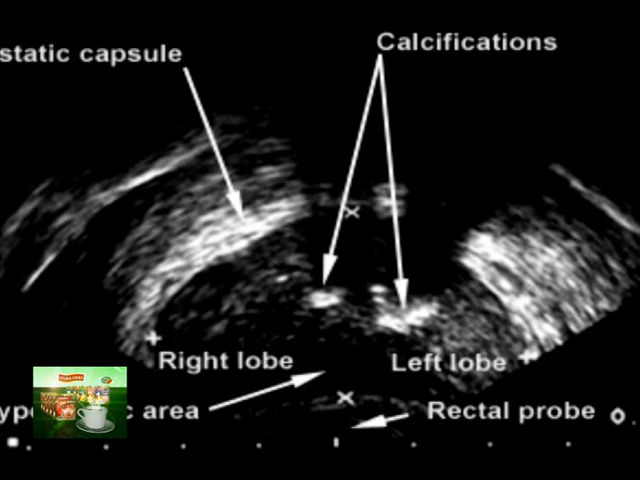 static capsule
Calcifications
Right lobe
Left lobe
area
Rectal probe